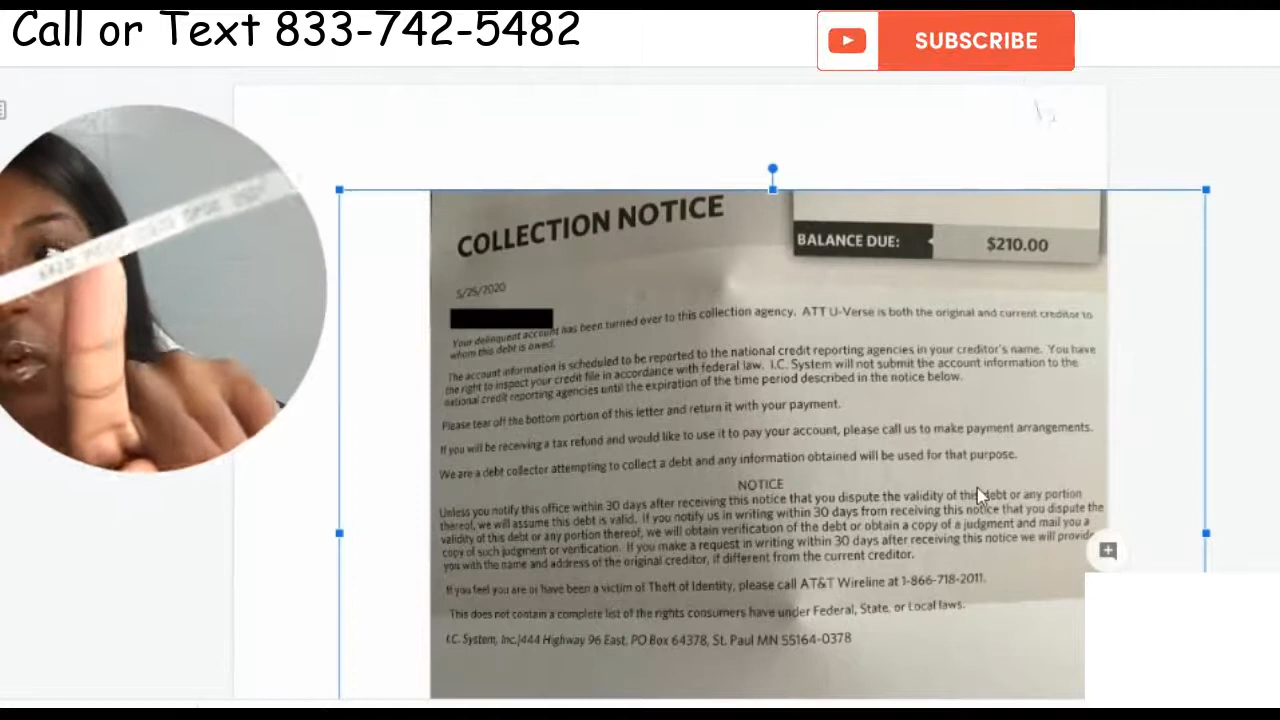 Call or Text 833-742-5482
SUBSCRIBE
COLLECTION NOTICE
BALANCE DUE:
$210.00
5/25/2020
Your delinquent account has been turned over to this collection agency. ATT U-Verse is both the original and current creditor to
whom this debt is owed.
The account information is scheduled to be reported to the national credit reporting agencies in your creditor's name. You have
the right to inspect your credit file in accordance with federal law. I.C. System will not submit the account information to the
national credit reporting agencies until the expiration of the time period described in the notice below.
Please tear off the bottom portion of this letter and return it with your payment.
If you will be receiving a tax refund and would like to use it to pay your account, please call us to make payment arrangements.
We are a debt collector attempting to collect a debt and any information obtained will be used for that purpose.
NOTICE
Unless you notify this office within 30 days after receiving this notice that you dispute the validity of this debt or any portion
thereof, we will assume this debt is valid. If you notify us in writing within 30 days from receiving this notice that you dispute the
validity of this debt or any portion thereof, we will obtain verification of the debt or obtain a copy of a judgment and mail you a
copy of such judgment or verification. If you make a request in writing within 30 days after receiving this notice we will provide
you with the name and address of the original creditor, if different from the current creditor.
If you feel you are or have been a victim of Theft of Identity, please call AT&T Wireline at 1-866-718-2011.
This does not contain a complete list of the rights consumers have under Federal, State, or Local laws.
I.C. System, Inc.|444 Highway 96 East, PO Box 64378, St. Paul MN 55164-0378